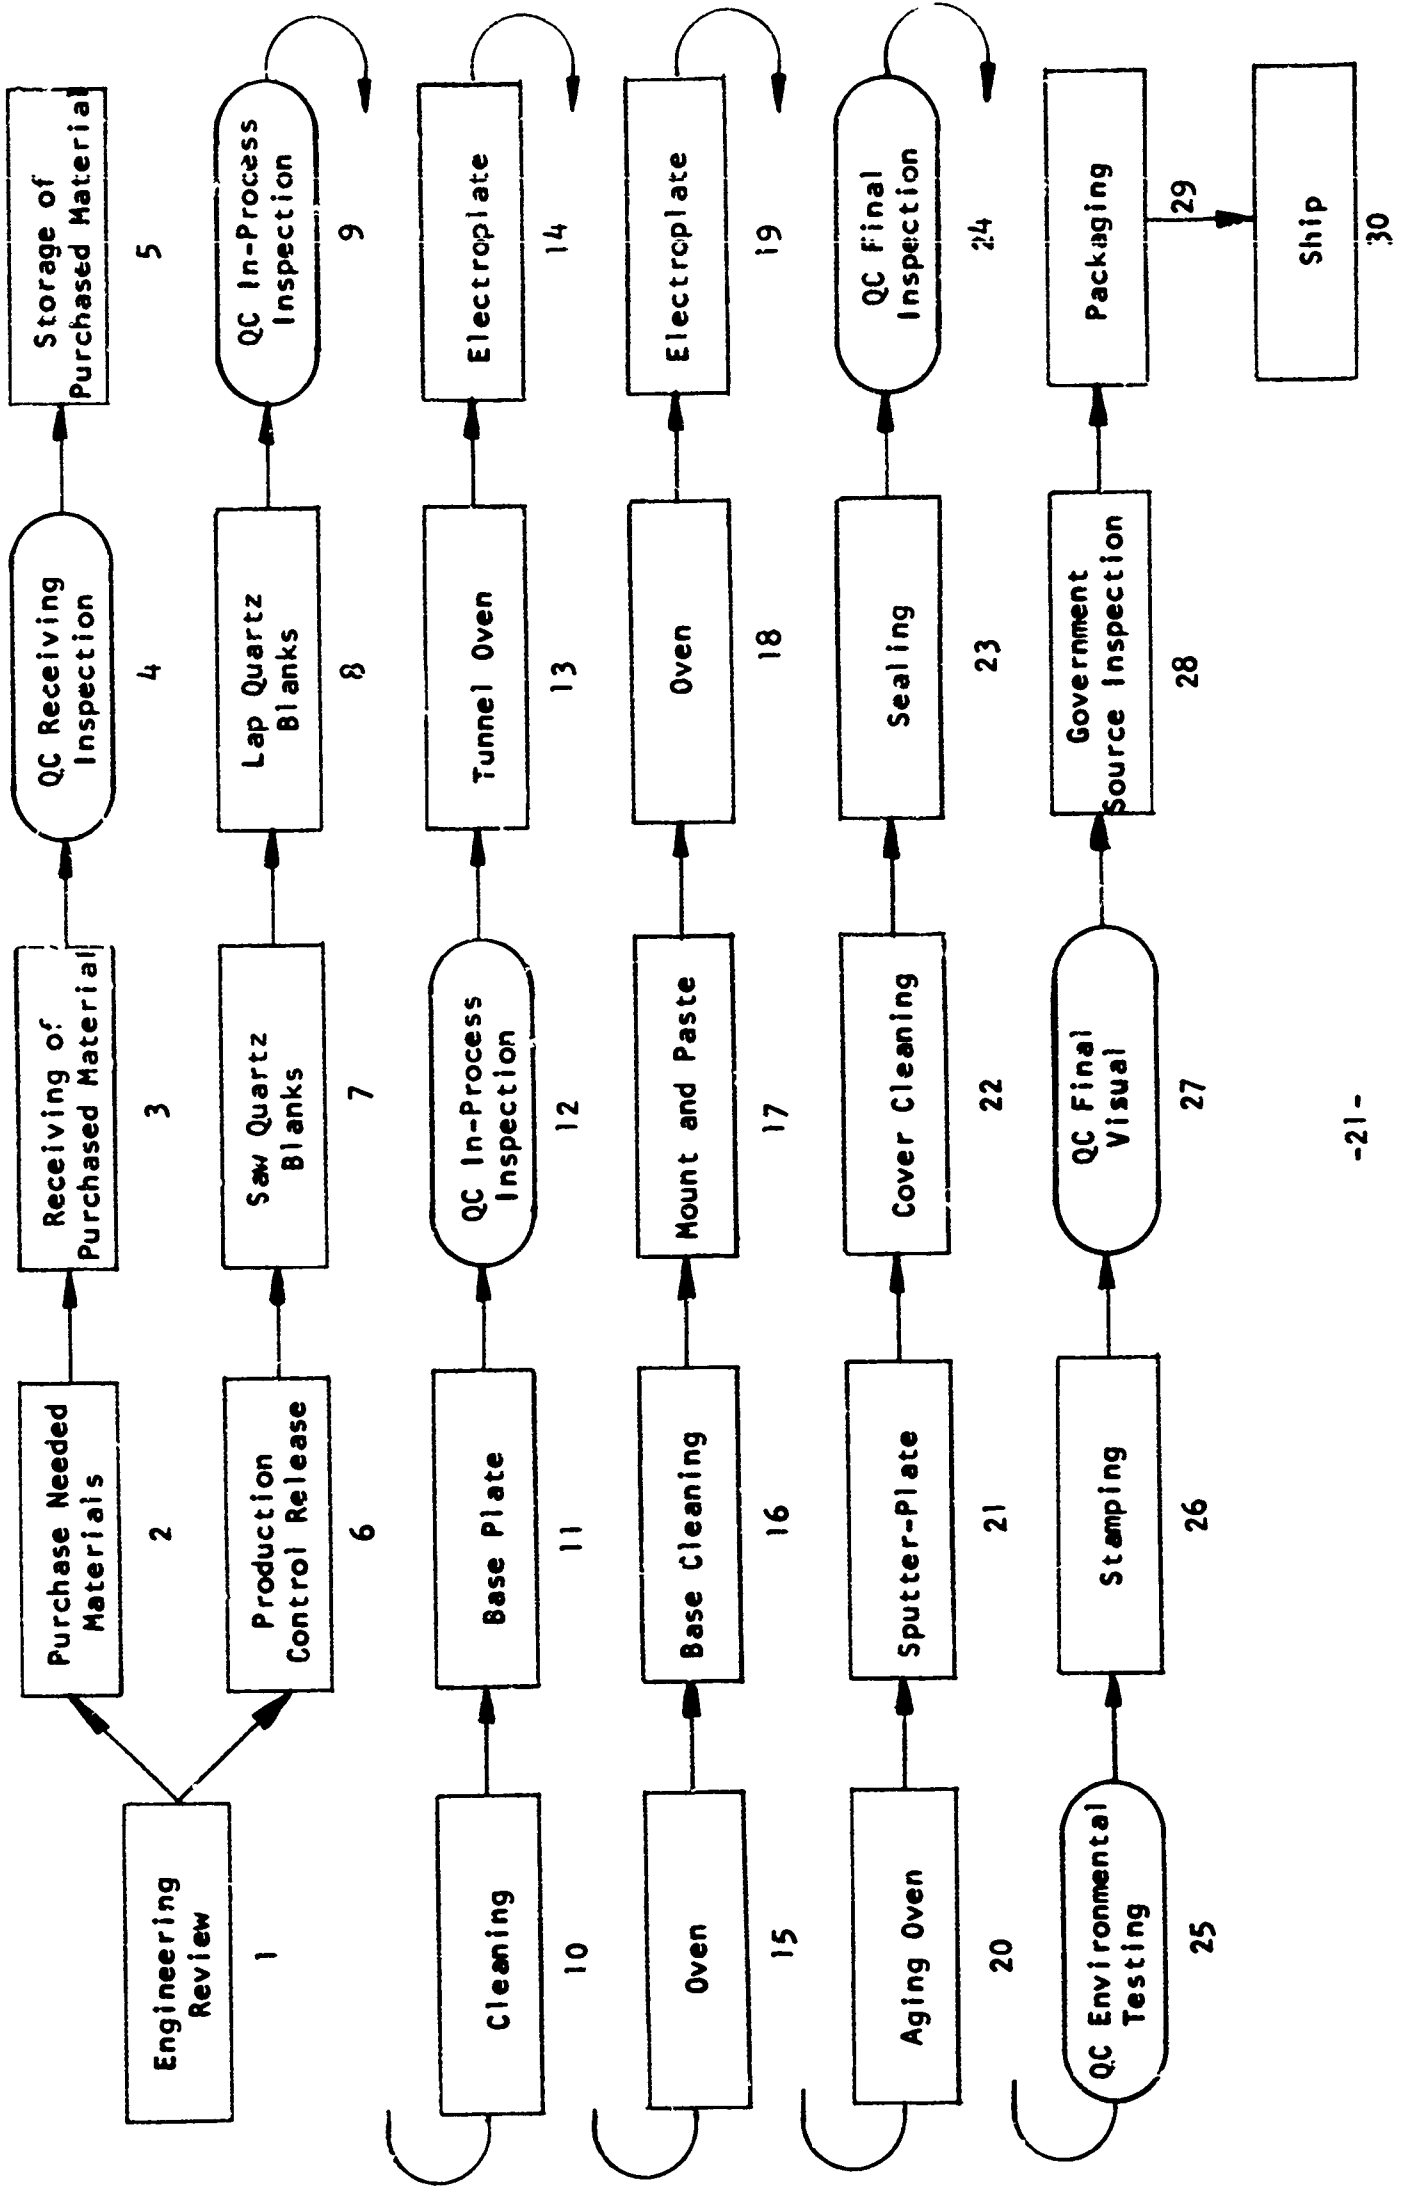 Engineering
Review
1
Purchase Needed
Materials
2
Receiving of
Purchased Material
3
QC Receiving
Inspection
4
Storage of
Purchased Material
5
Production
Control Release
6
Saw Quartz
Blanks
7
Lap Quartz
Blanks
8
QC In-Process
Inspection
9
Cleaning
10
Base Plate
11
QC In-Process
Inspection
12
Tunnel Oven
13
Electroplate
14
Oven
15
Base Cleaning
16
Mount and Paste
17
Oven
18
Electroplate
19
Aging Oven
20
Sputter-Plate
21
Cover Cleaning
22
Sealing
23
QC Final
Inspection
24
QC Environmental
Testing
25
Stamping
26
QC Final
Visual
27
Government
Source Inspection
28
Packaging
29
Ship
30
-21-